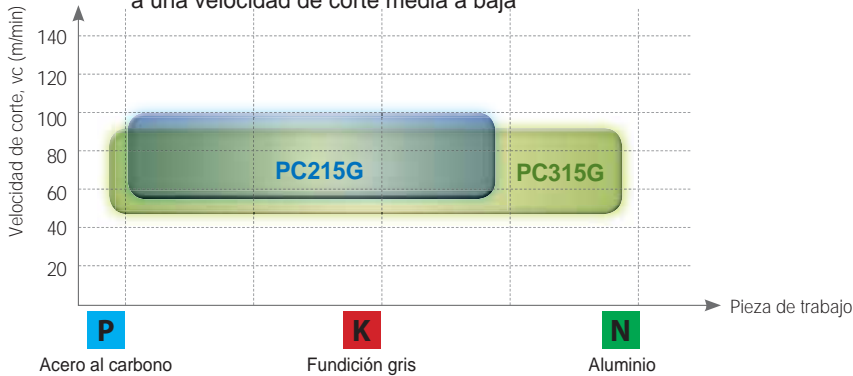 a una velocidad de corte media a baja
Velocidad de corte, vc (m/min)
140
120
100
80
60
40
20
PC215G
PC315G
Pieza de trabajo
P
K
N
Acero al carbono
Fundición gris
Aluminio